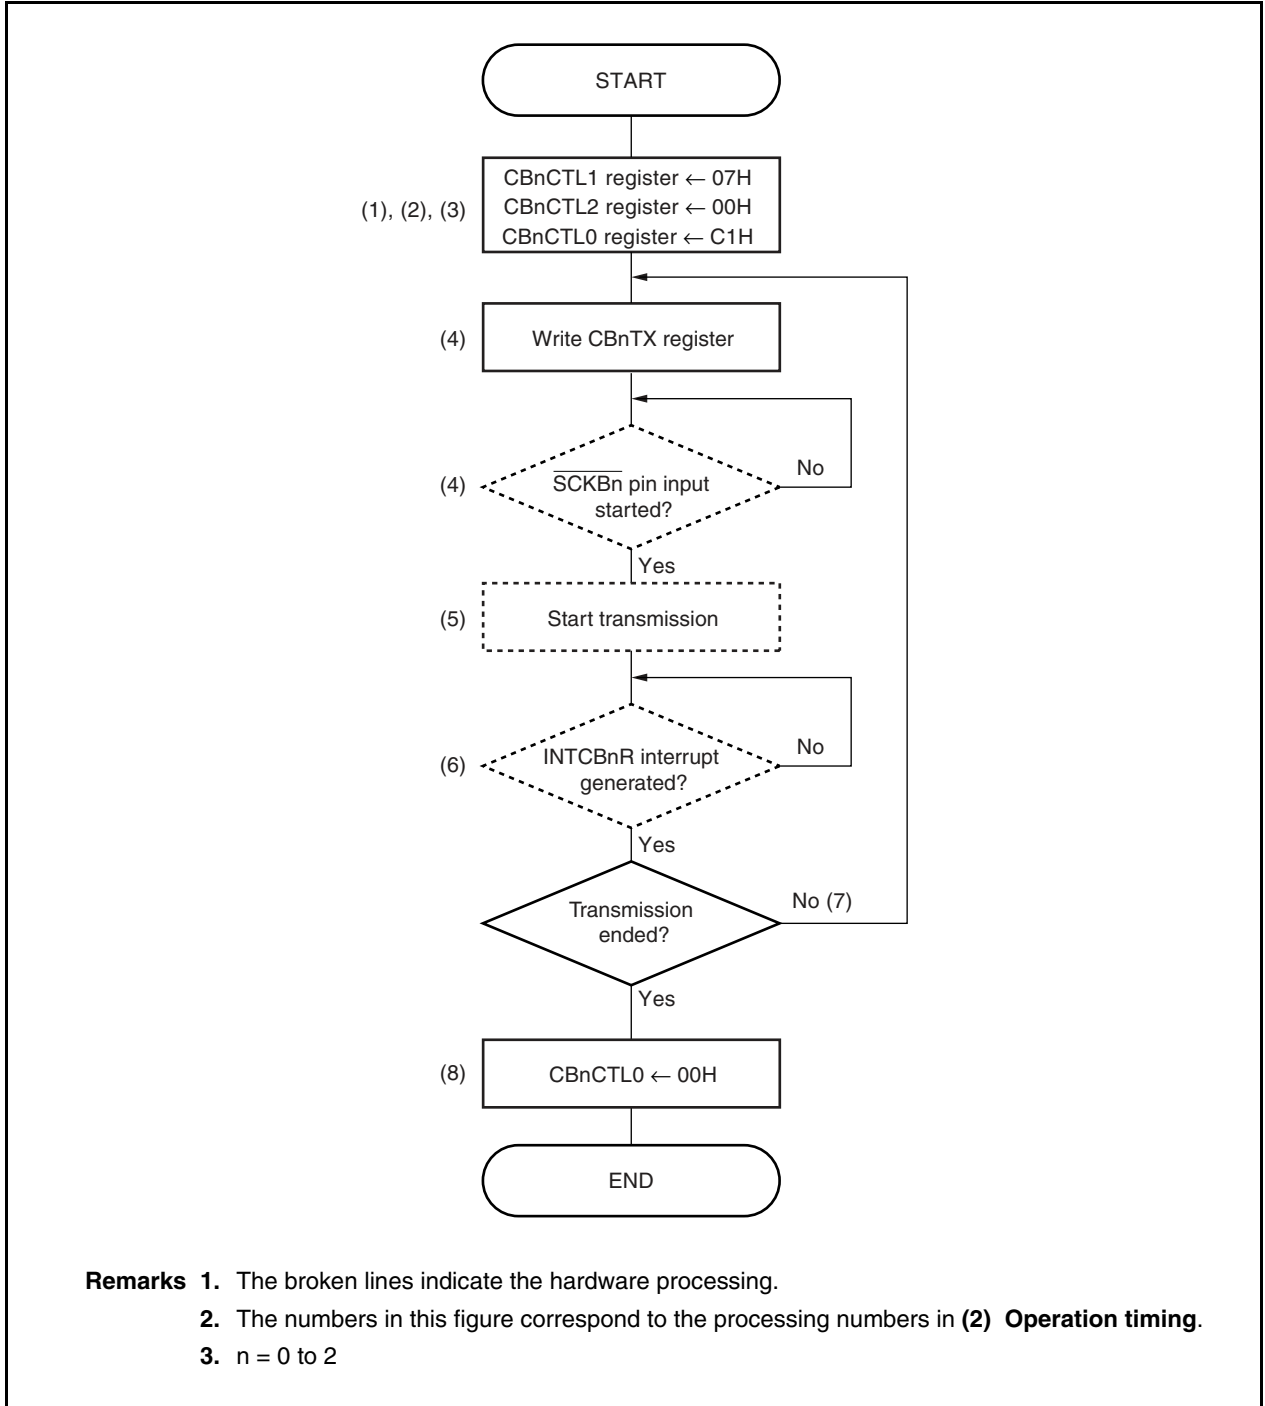 START
(1), (2), (3)
CBnCTL1 register ← 07H
CBnCTL2 register ← 00H
CBnCTL0 register ← C1H
(4)
Write CBnTX register
(4)
SCKBn pin input
started?
No
Yes
(5)
Start transmission
(6)
INTCBnR interrupt
generated?
No
Yes
Transmission
ended?
No (7)
Yes
(8)
CBnCTL0 ← 00H
END
Remarks 1. The broken lines indicate the hardware processing.
2. The numbers in this figure correspond to the processing numbers in (2) Operation timing.
3. n = 0 to 2